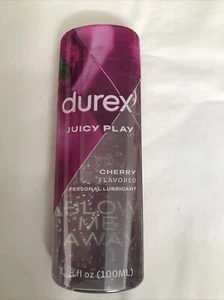 durex
JUICY PLAY
CHERRY
FLAVORED
PERSONAL LUBRICANT
BLOW
ME
AWAY
fl oz (100ML)